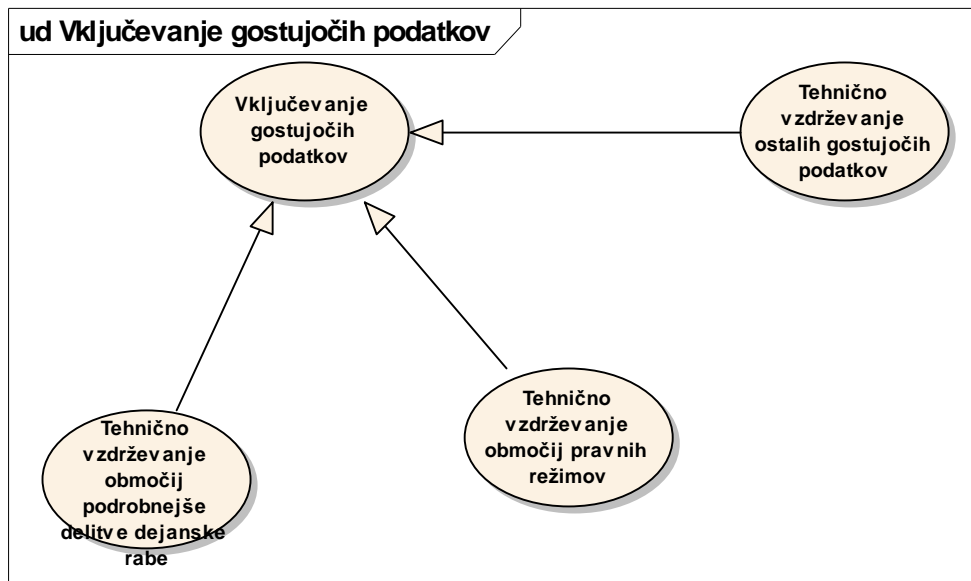 ud Vključevanje gostujočih podatkov
Vključevanje
gostujočih
podatkov
Tehnično
vzdrževanje
ostalih gostujočih
podatkov
Tehnično
vzdrževanje
območij pravnih
režimov
Tehnično
vzdrževanje
območij
podrobnejše
delitve dejanske
rabe